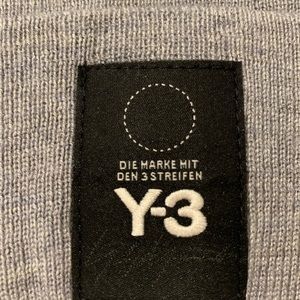 DIE MARKE MIT
DEN 3 STREIFEN
Y-3